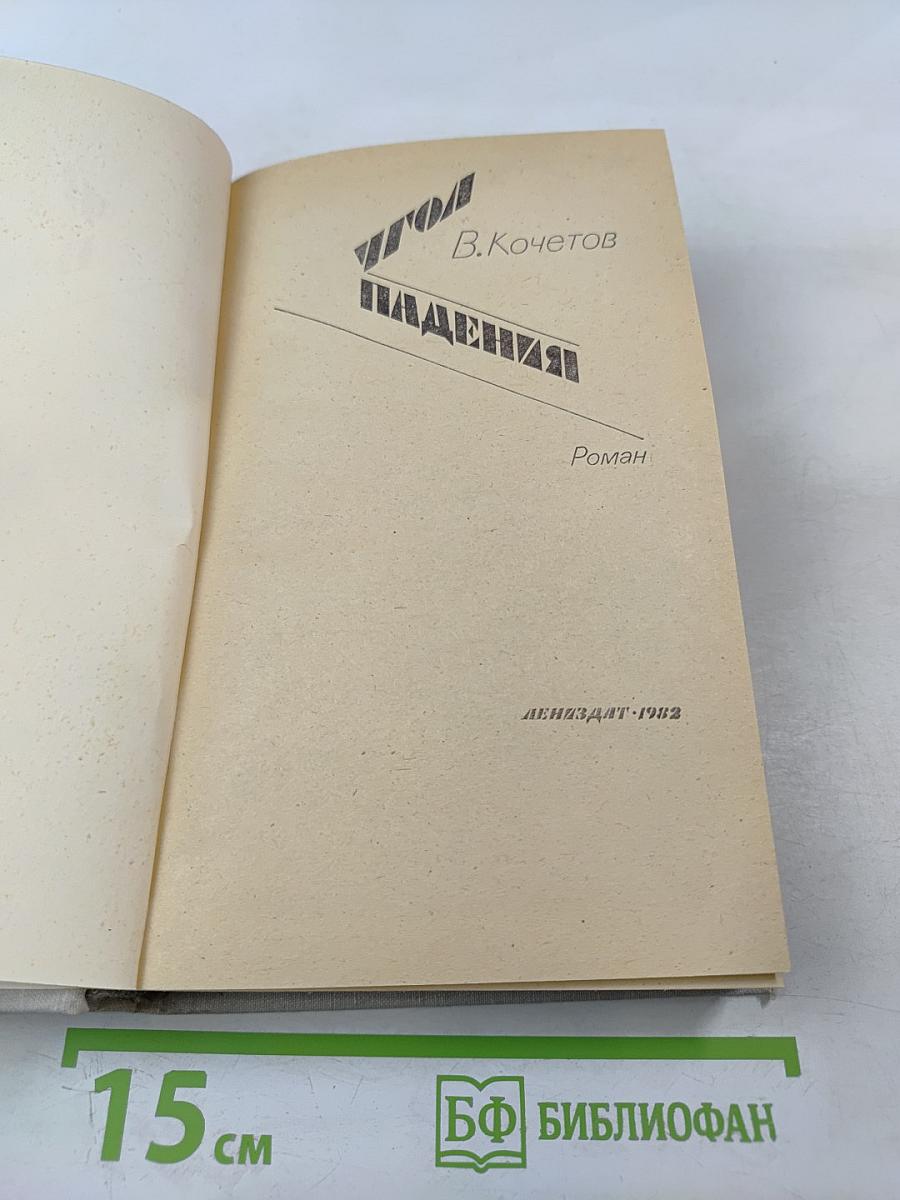 УГОЛ
В. Кочетов
ПАДЕНИЯ
Роман
ЛЕНИЗДАТ·1982
15 см
БФ БИБЛИОФАН